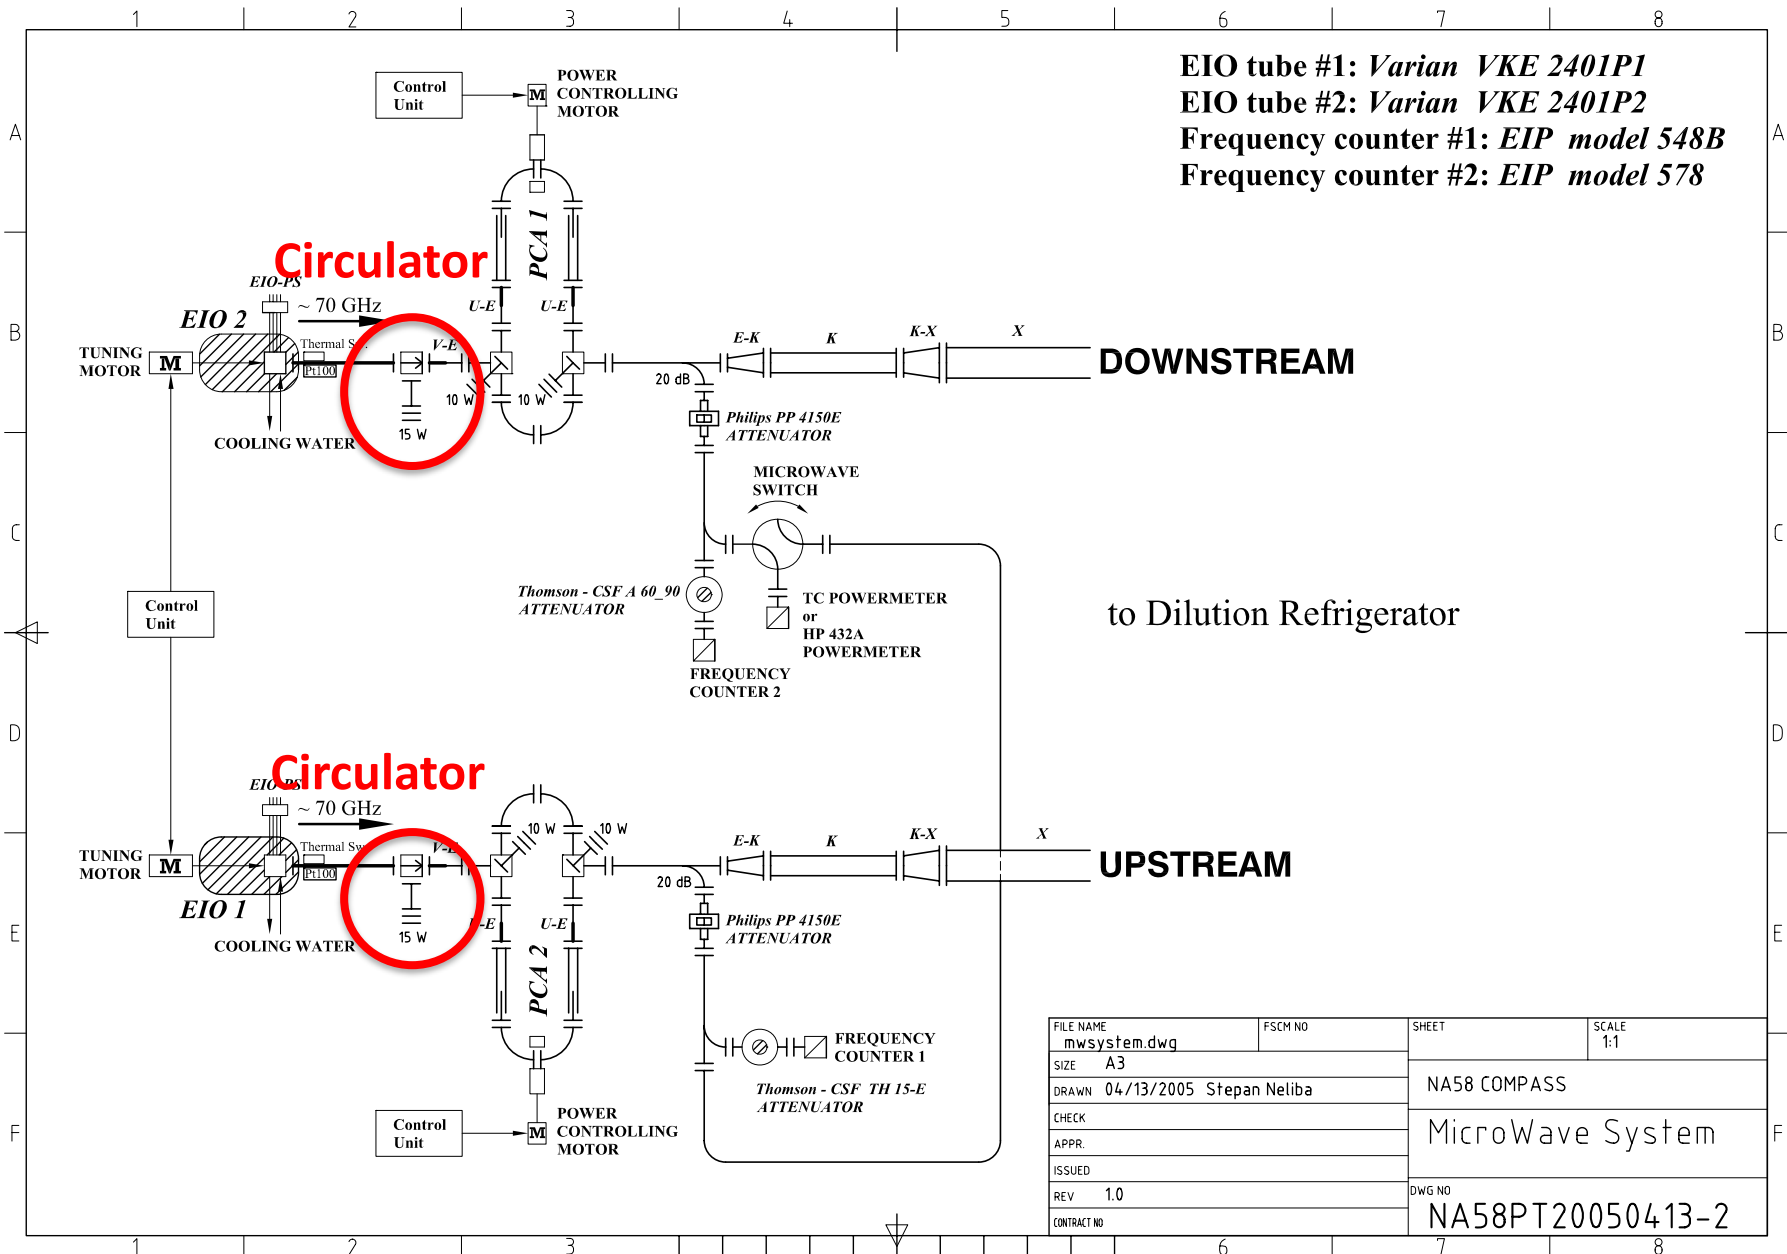 1 2 3 4 5 6 7 8
A A
B B
C C
D D
E E
F F
1 2 3 6 7 8
EIO tube #1: Varian VKE 2401P1
EIO tube #2: Varian VKE 2401P2
Frequency counter #1: EIP model 548B
Frequency counter #2: EIP model 578
Control
Unit
M
POWER
CONTROLLING
MOTOR
PCA 1
Circulator
EIO-PS
~ 70 GHz
EIO 2
U-E
U-E
TUNING
MOTOR
M
Thermal
Pt100
V-E
10 W
10 W
15 W
COOLING WATER
20 dB
E-K
K
K-X
X
DOWNSTREAM
Philips PP 4150E
ATTENUATOR
MICROWAVE
SWITCH
Thomson - CSF A 60_90
ATTENUATOR
TC POWERMETER
or
HP 432A
POWERMETER
FREQUENCY
COUNTER 2
Control
Unit
to Dilution Refrigerator
Circulator
EIO-PS
~ 70 GHz
TUNING
MOTOR
M
Thermal Sw
Pt100
V-E
EIO 1
COOLING WATER
15 W
10 W
10 W
U-E
U-E
PCA 2
20 dB
E-K
K
K-X
X
UPSTREAM
Philips PP 4150E
ATTENUATOR
FREQUENCY
COUNTER 1
Thomson - CSF TH 15-E
ATTENUATOR
Control
Unit
M
POWER
CONTROLLING
MOTOR
FILE NAME
mwsystem.dwg
FSCM NO
SHEET
SCALE
1:1
SIZE A3
DRAWN 04/13/2005 Stepan Neliba
CHECK
APPR.
ISSUED
REV 1.0
CONTRACT NO
NA58 COMPASS
MicroWave System
DWG NO
NA58PT20050413-2